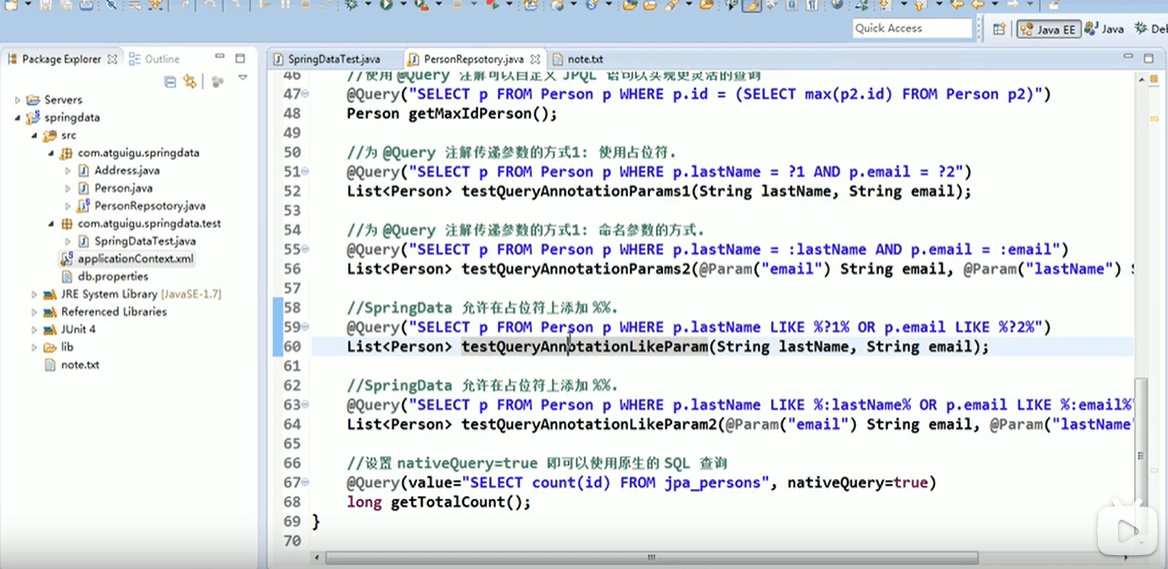 Quick Access
Java EE
Java
Package Explorer
Outline
SpringDataTest.java
PersonRepsotory.java
note.txt
Servers
springdata
src
com.atguigu.springdata
Address.java
Person.java
PersonRepsotory.java
com.atguigu.springdata.test
SpringDataTest.java
applicationContext.xml
db.properties
JRE System Library [JavaSE-1.7]
Referenced Libraries
JUnit 4
lib
note.txt
46 //使用 @Query 注解可以自定义 JPQL 语句以实现更灵活的查询
47 @Query("SELECT p FROM Person p WHERE p.id = (SELECT max(p2.id) FROM Person p2)")
48 Person getMaxIdPerson();
49
50 //为 @Query 注解传递参数的方式1: 使用占位符.
51 @Query("SELECT p FROM Person p WHERE p.lastName = ?1 AND p.email = ?2")
52 List<Person> testQueryAnnotationParams1(String lastName, String email);
53
54 //为 @Query 注解传递参数的方式1: 命名参数的方式.
55 @Query("SELECT p FROM Person p WHERE p.lastName = :lastName AND p.email = :email")
56 List<Person> testQueryAnnotationParams2(@Param("email") String email, @Param("lastName")
57
58 //SpringData 允许在占位符上添加 %%.
59 @Query("SELECT p FROM Person p WHERE p.lastName LIKE %?1% OR p.email LIKE %?2%")
60 List<Person> testQueryAnnotationLikeParam(String lastName, String email);
61
62 //SpringData 允许在占位符上添加 %%.
63 @Query("SELECT p FROM Person p WHERE p.lastName LIKE %:lastName% OR p.email LIKE %:email%"
64 List<Person> testQueryAnnotationLikeParam2(@Param("email") String email, @Param("lastName"
65
66 //设置 nativeQuery=true 即可以使用原生的 SQL 查询
67 @Query(value="SELECT count(id) FROM jpa_persons", nativeQuery=true)
68 long getTotalCount();
69 }
70